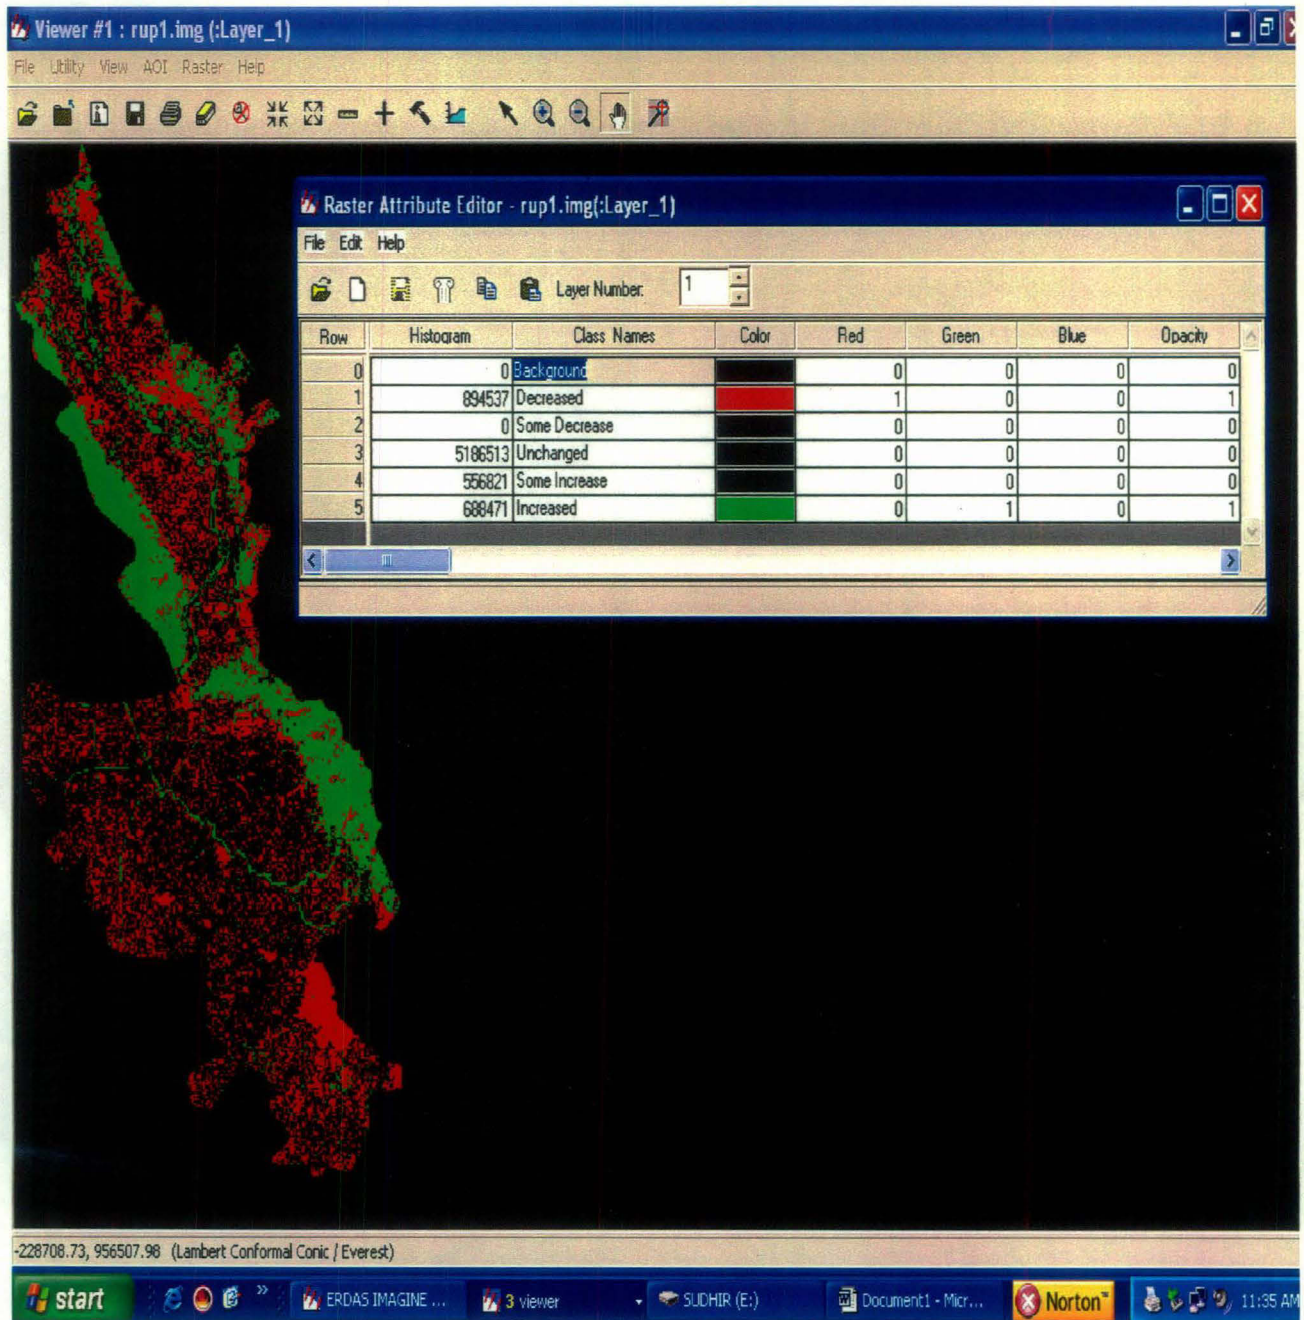 Viewer #1 : rup1.img (:Layer_1)
File Utility View AOI Raster Help
Raster Attribute Editor - rup1.img(:Layer_1)
File Edit Help
Layer Number: 1
Row Histogram Class Names Color Red Green Blue Opacity
0 0 Background 0 0 0 0
1 894537 Decreased 1 0 0 1
2 0 Some Decrease 0 0 0 0
3 5186513 Unchanged 0 0 0 0
4 556821 Some Increase 0 0 0 0
5 688471 Increased 0 1 0 1
-228708.73, 956507.98 (Lambert Conformal Conic / Everest)
start » ERDAS IMAGINE ... 3 viewer SUDHIR (E:) Document1 - Micr... Norton™ 11:35 AM